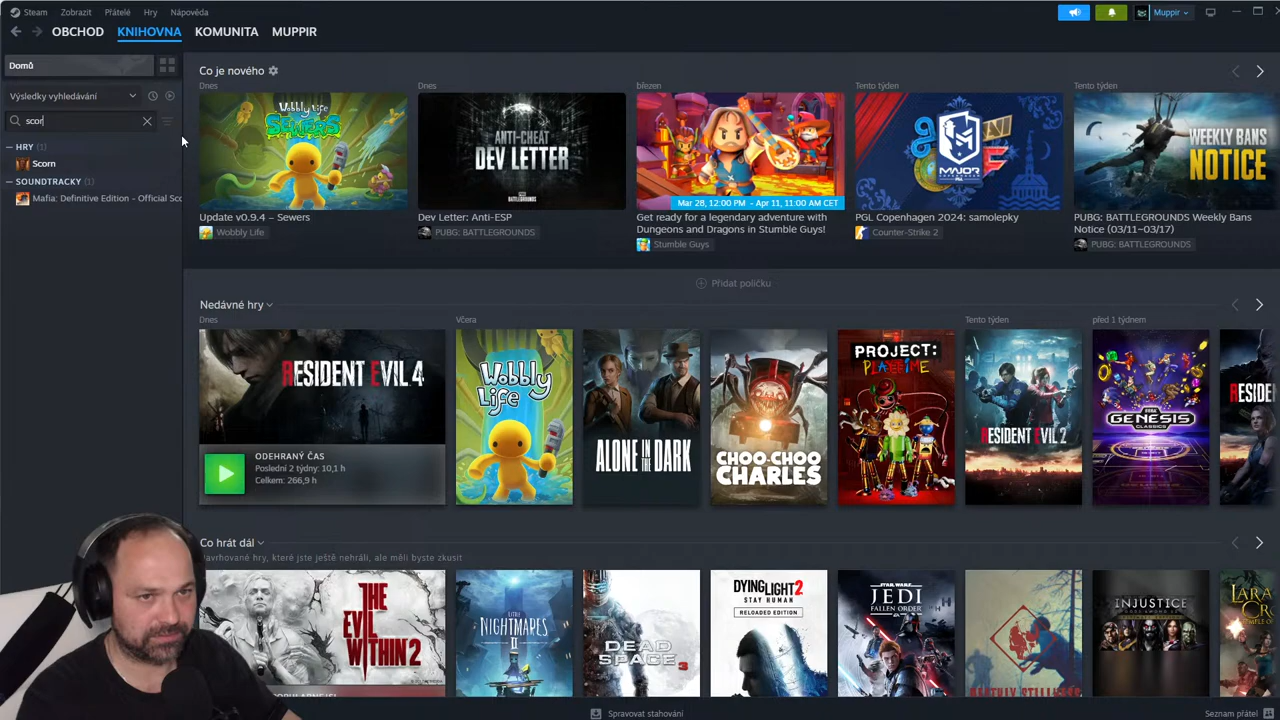 Steam Zobrazit Přátelé Hry Nápověda
Muppir
OBCHOD KNIHOVNA KOMUNITA MUPPIR
Domů
Výsledky vyhledávání
scor
HRY (1)
Scorn
SOUNDTRACKY (1)
Mafia: Definitive Edition - Official Sc
Co je nového
Dnes
Wobbly Life
SEWERS
Update v0.9.4 – Sewers
Wobbly Life
Dnes
ANTI-CHEAT
DEV LETTER
Dev Letter: Anti-ESP
PUBG: BATTLEGROUNDS
březen
Mar 28, 12:00 PM - Apr 11, 11:00 AM CET
Get ready for a legendary adventure with
Dungeons and Dragons in Stumble Guys!
Stumble Guys
Tento týden
MAJOR
PGL Copenhagen 2024: samolepky
Counter-Strike 2
Tento týden
WEEKLY BANS
NOTICE
PUBG: BATTLEGROUNDS Weekly Bans
Notice (03/11~03/17)
PUBG: BATTLEGROUNDS
Přidat poličku
Nedávné hry
Dnes
RESIDENT EVIL 4
ODEHRANÝ ČAS
Poslední 2 týdny: 10,1 h
Celkem: 266,9 h
Včera
Wobbly
Life
ALONE IN THE DARK
CHOO-CHOO
CHARLES
PROJECT:
PLAYTIME
Tento týden
RESIDENT EVIL 2
před 1 týdnem
SEGA
GENESIS
CLASSICS
RESIDE
Co hrát dál
Navrhované hry, které jste ještě nehráli, ale měli byste zkusit
THE
EVIL
WITHIN 2
LITTLE
NIGHTMARES
II
DEAD
SPACE 3
DYING LIGHT 2
STAY HUMAN
RELOADED EDITION
STAR WARS
JEDI
FALLEN ORDER
INJUSTICE
LARA
CRO
Spravovat stahování
Seznam přátel